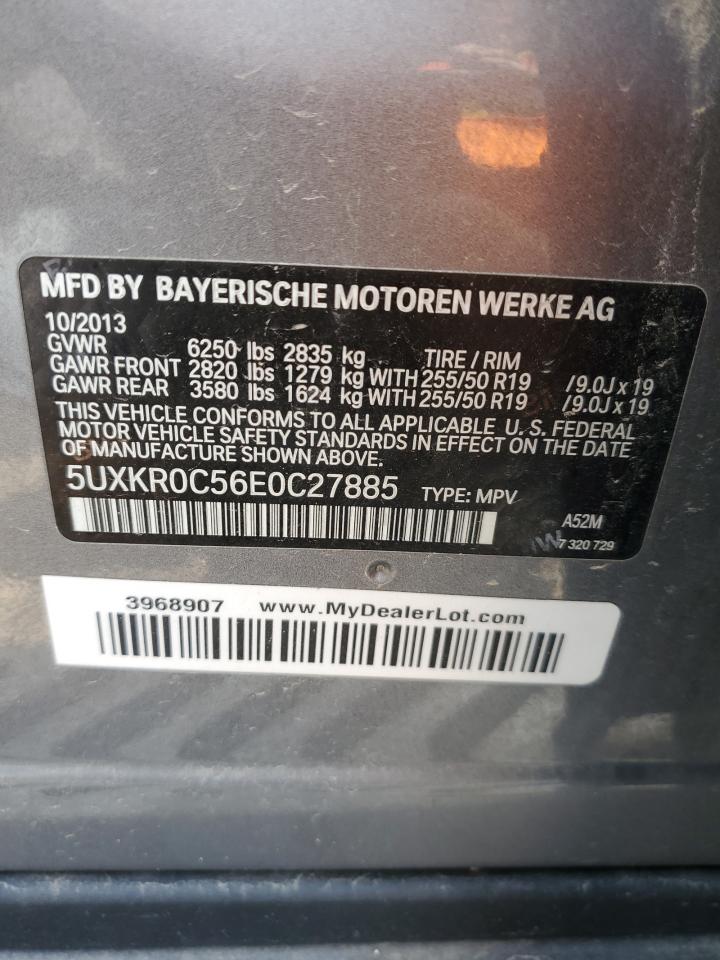 MFD BY BAYERISCHE MOTOREN WERKE AG
10/2013
GVWR 6250 lbs 2835 kg TIRE / RIM
GAWR FRONT 2820 lbs 1279 kg WITH 255/50 R19 /9.0J x 19
GAWR REAR 3580 lbs 1624 kg WITH 255/50 R19 /9.0J x 19
THIS VEHICLE CONFORMS TO ALL APPLICABLE U. S. FEDERAL
MOTOR VEHICLE SAFETY STANDARDS IN EFFECT ON THE DATE
OF MANUFACTURE SHOWN ABOVE.
5UXKR0C56E0C27885 TYPE: MPV
A52M
7 320 729
3968907 www.MyDealerLot.com